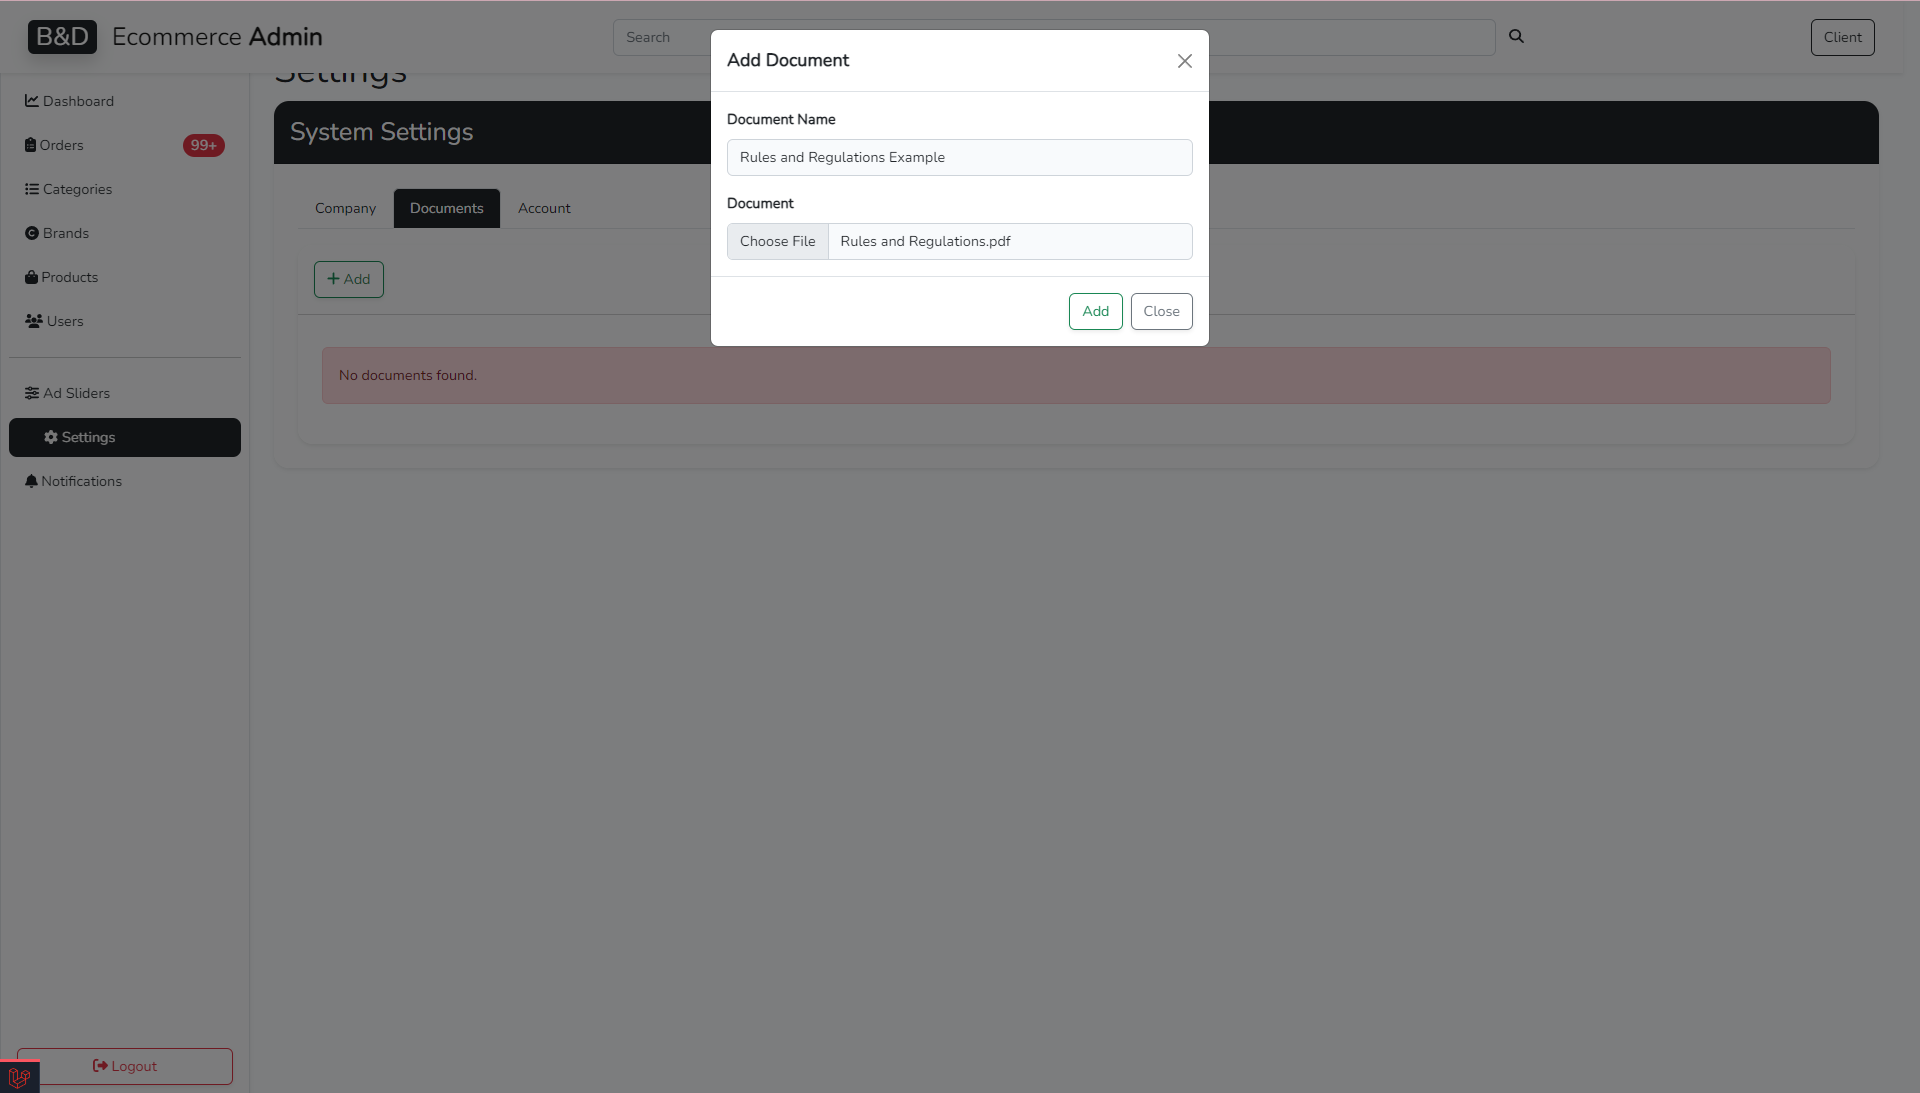 B&D Ecommerce Admin
Search
Client
Settings
Dashboard
Orders 99+
Categories
Brands
Products
Users
Ad Sliders
Settings
Notifications
Logout
System Settings
Company Documents Account
+ Add
No documents found.
Add Document
Document Name
Rules and Regulations Example
Document
Choose File Rules and Regulations.pdf
Add Close